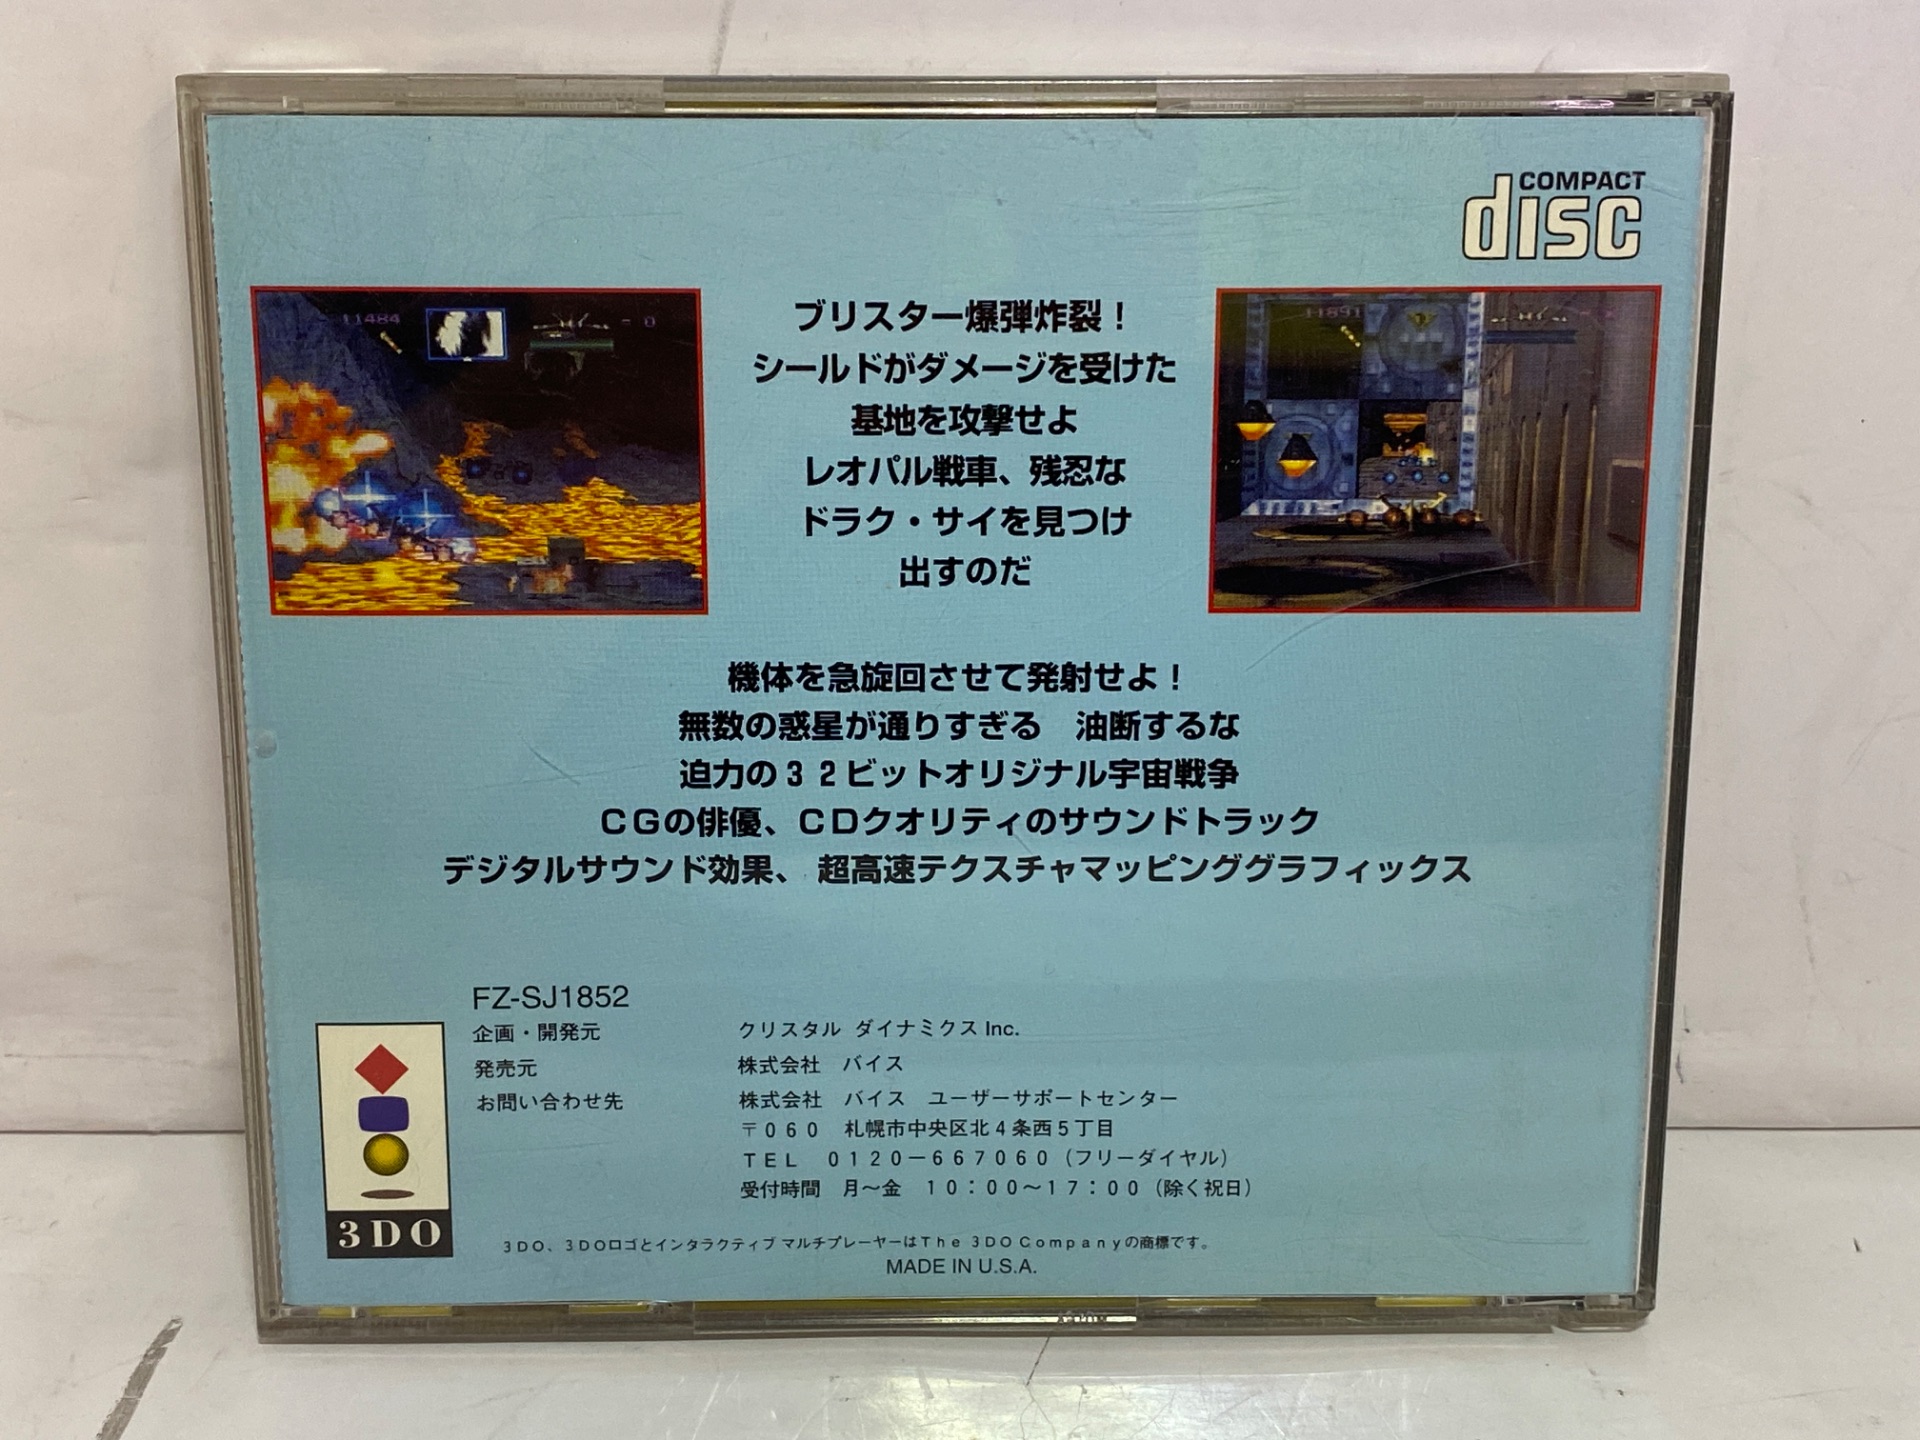 COMPACT
disc
11484
0
11891
ブリスター爆弾炸裂!
シールドがダメージを受けた
基地を攻撃せよ
レオパル戦車、残忍な
ドラク・サイを見つけ
出すのだ
機体を急旋回させて発射せよ!
無数の惑星が通りすぎる　油断するな
迫力の32ビットオリジナル宇宙戦争
CGの俳優、CDクオリティのサウンドトラック
デジタルサウンド効果、超高速テクスチャマッピンググラフィックス
FZ-SJ1852
企画・開発元　クリスタル ダイナミクス Inc.
発売元　株式会社　バイス
お問い合わせ先　株式会社　バイス　ユーザーサポートセンター
〒060　札幌市中央区北4条西5丁目
TEL　0120-667060(フリーダイヤル)
受付時間　月〜金　10:00〜17:00(除く祝日)
3DO
3DO、3DOロゴとインタラクティブ マルチプレーヤーはThe 3DO Companyの商標です。
MADE IN U.S.A.